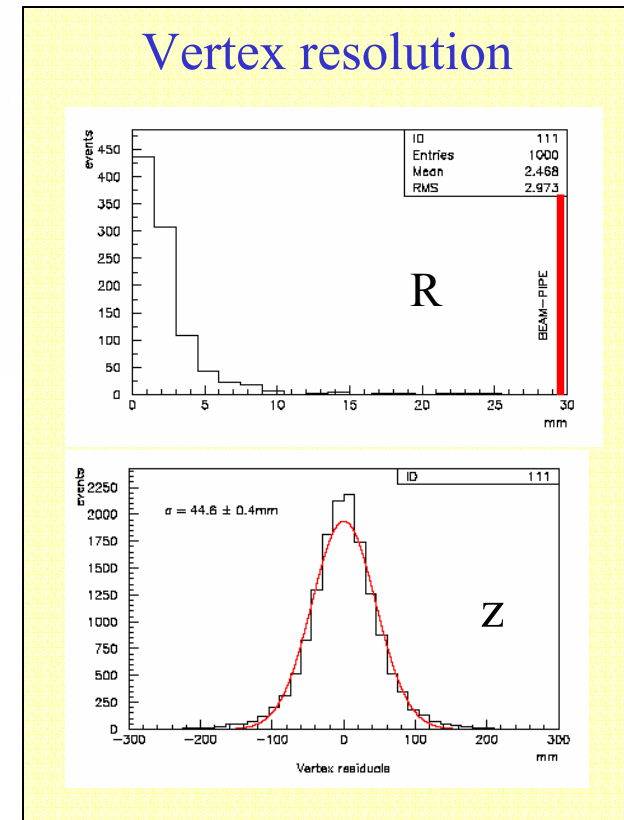 Vertex resolution
events
ID 111
Entries 1000
Mean 2.468
RMS 2.973
450
400
350
300
250
200
150
100
50
0
R
BEAM-PIPE
0 5 10 15 20 25 30
mm
events
ID 111
σ = 44.6 ± 0.4mm
2250
2000
1750
1500
1250
1000
750
500
250
0
z
-300 -200 -100 0 100 200 300
mm
Vertex residuals